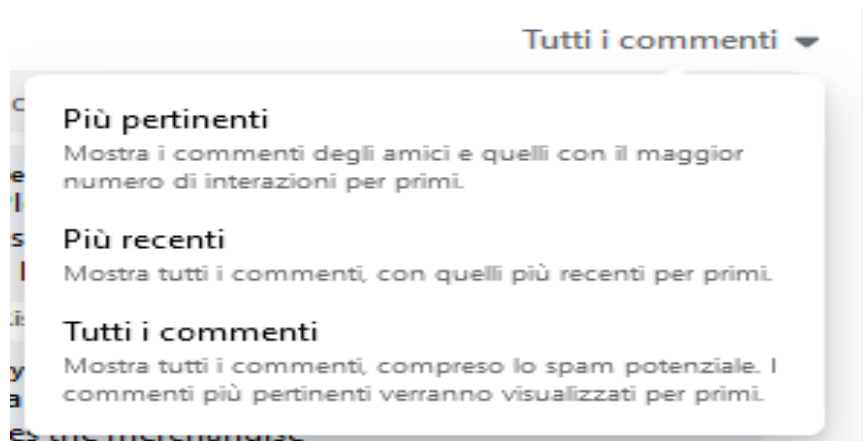 Tutti i commenti
Più pertinenti
Mostra i commenti degli amici e quelli con il maggior
numero di interazioni per primi.
Più recenti
Mostra tutti i commenti, con quelli più recenti per primi.
Tutti i commenti
Mostra tutti i commenti, compreso lo spam potenziale. I
commenti più pertinenti verranno visualizzati per primi.
the merchandise